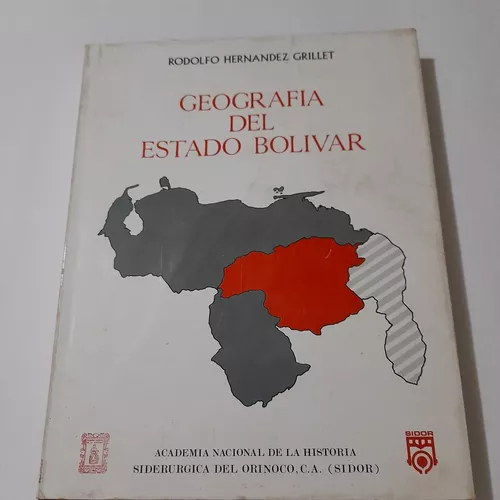 RODOLFO HERNANDEZ GRILLET
GEOGRAFIA
DEL
ESTADO BOLIVAR
SIDOR
ACADEMIA NACIONAL DE LA HISTORIA
SIDERURGICA DEL ORINOCO, C.A. (SIDOR)